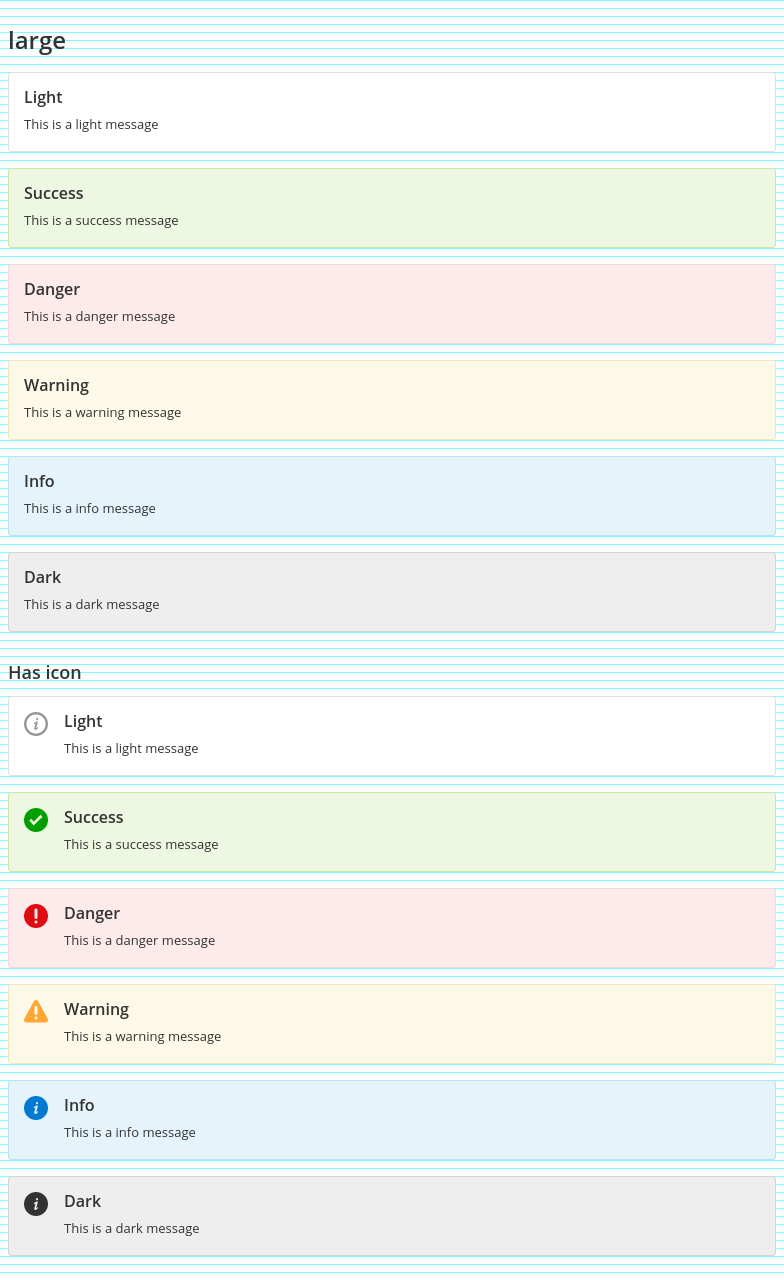 large
Light
This is a light message
Success
This is a success message
Danger
This is a danger message
Warning
This is a warning message
Info
This is a info message
Dark
This is a dark message
Has icon
Light
This is a light message
Success
This is a success message
Danger
This is a danger message
Warning
This is a warning message
Info
This is a info message
Dark
This is a dark message